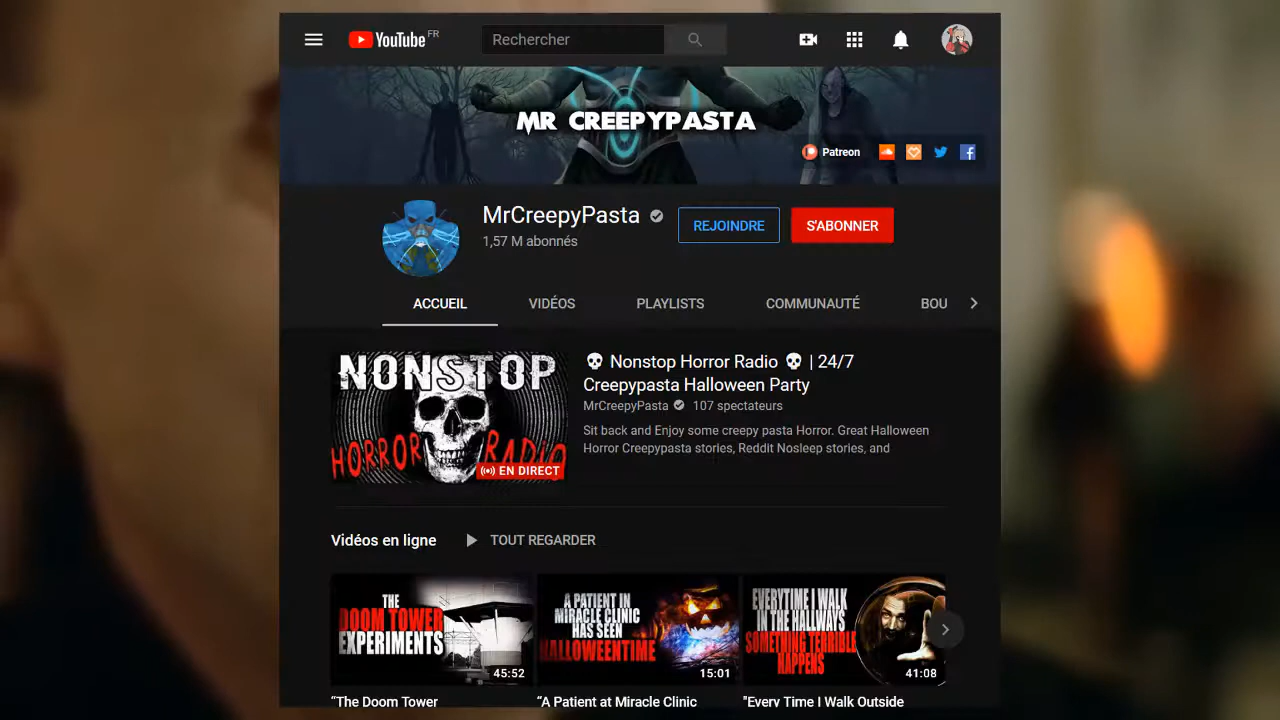 YouTube FR
Rechercher
MR CREEPYPASTA
Patreon
MrCreepyPasta
1,57 M abonnés
REJOINDRE
S'ABONNER
ACCUEIL
VIDÉOS
PLAYLISTS
COMMUNAUTÉ
BOU
NONSTOP
HORROR RADIO
EN DIRECT
💀 Nonstop Horror Radio 💀 | 24/7
Creepypasta Halloween Party
MrCreepyPasta 107 spectateurs
Sit back and Enjoy some creepy pasta Horror. Great Halloween
Horror Creepypasta stories, Reddit Nosleep stories, and
Vidéos en ligne
TOUT REGARDER
THE
DOOM TOWER
EXPERIMENTS
45:52
A PATIENT IN
MIRACLE CLINIC
HAS SEEN
HALLOWEENTIME
15:01
EVERYTIME I WALK
IN THE HALLWAYS
SOMETHING TERRIBLE
HAPPENS
41:08
“The Doom Tower
“A Patient at Miracle Clinic
"Every Time I Walk Outside